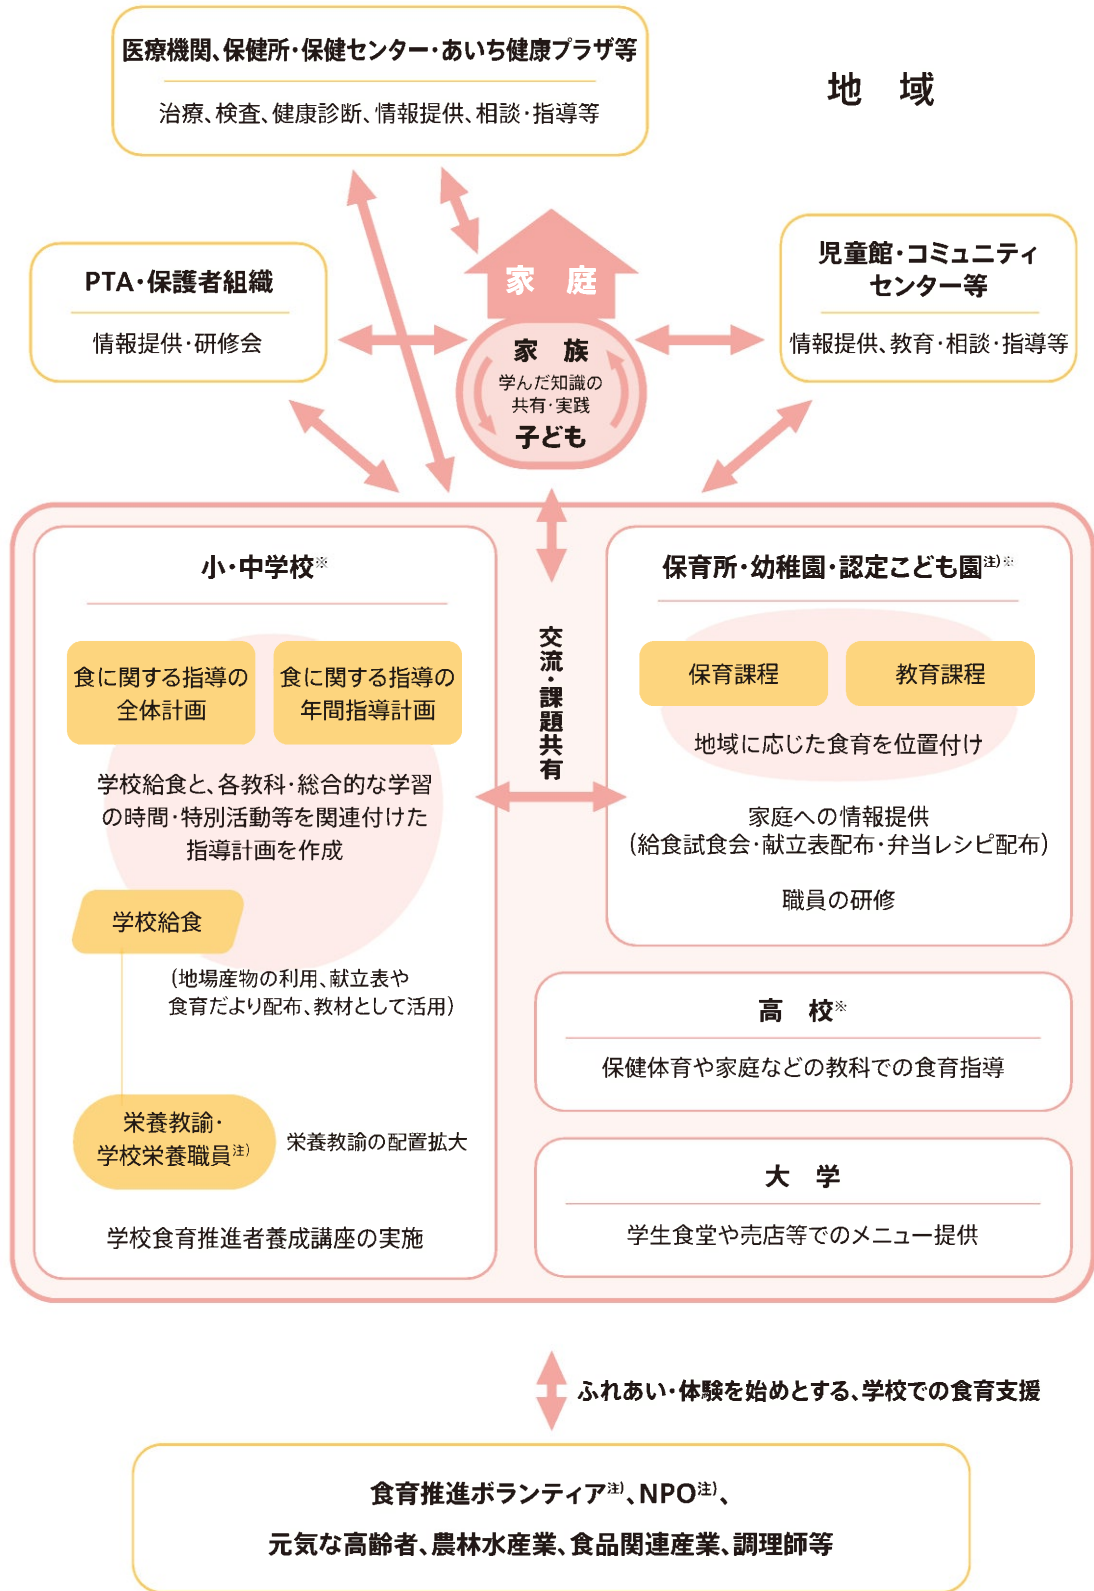 医療機関、保健所・保健センター・あいち健康プラザ等
治療、検査、健康診断、情報提供、相談・指導等
地　域
PTA・保護者組織
情報提供・研修会
家　庭
家　族
学んだ知識の
共有・実践
子ども
児童館・コミュニティ
センター等
情報提供、教育・相談・指導等
小・中学校※
食に関する指導の
全体計画
食に関する指導の
年間指導計画
学校給食と、各教科・総合的な学習
の時間・特別活動等を関連付けた
指導計画を作成
学校給食
(地場産物の利用、献立表や
食育だより配布、教材として活用)
栄養教諭・
学校栄養職員注)
栄養教諭の配置拡大
学校食育推進者養成講座の実施
交流・課題共有
保育所・幼稚園・認定こども園注)※
保育課程
教育課程
地域に応じた食育を位置付け
家庭への情報提供
(給食試食会・献立表配布・弁当レシピ配布)
職員の研修
高　校※
保健体育や家庭などの教科での食育指導
大　学
学生食堂や売店等でのメニュー提供
ふれあい・体験を始めとする、学校での食育支援
食育推進ボランティア注)、NPO注)、
元気な高齢者、農林水産業、食品関連産業、調理師等